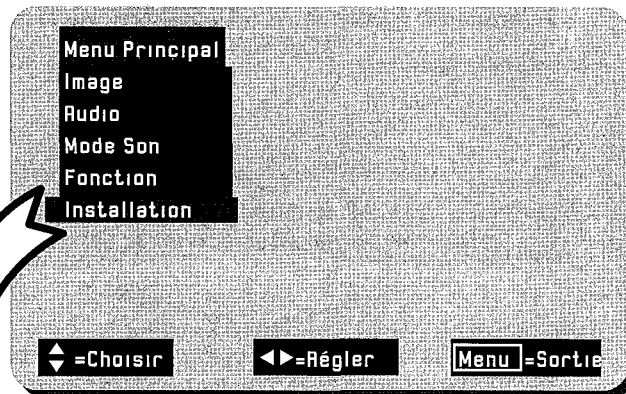 Menu Principal
Image
Audio
Mode Son
Fonction
Installation
=Choisir ◄►=Régler Menu =Sortie